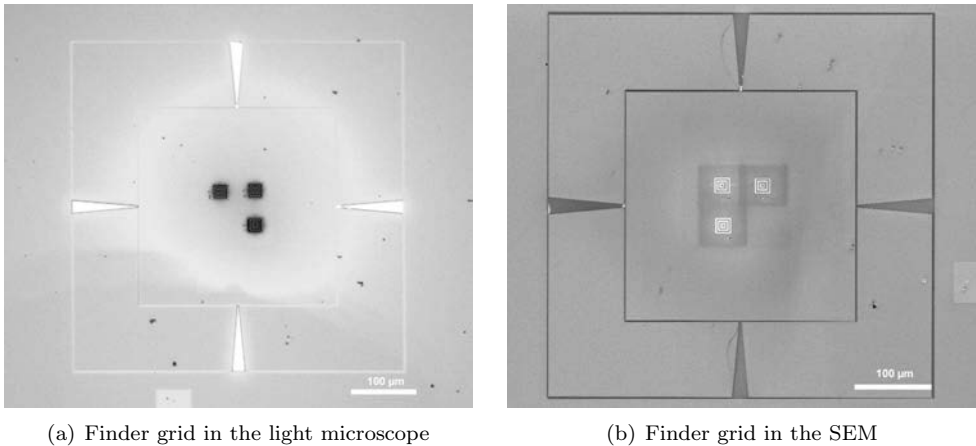 100 µm
100 µm
(a) Finder grid in the light microscope
(b) Finder grid in the SEM